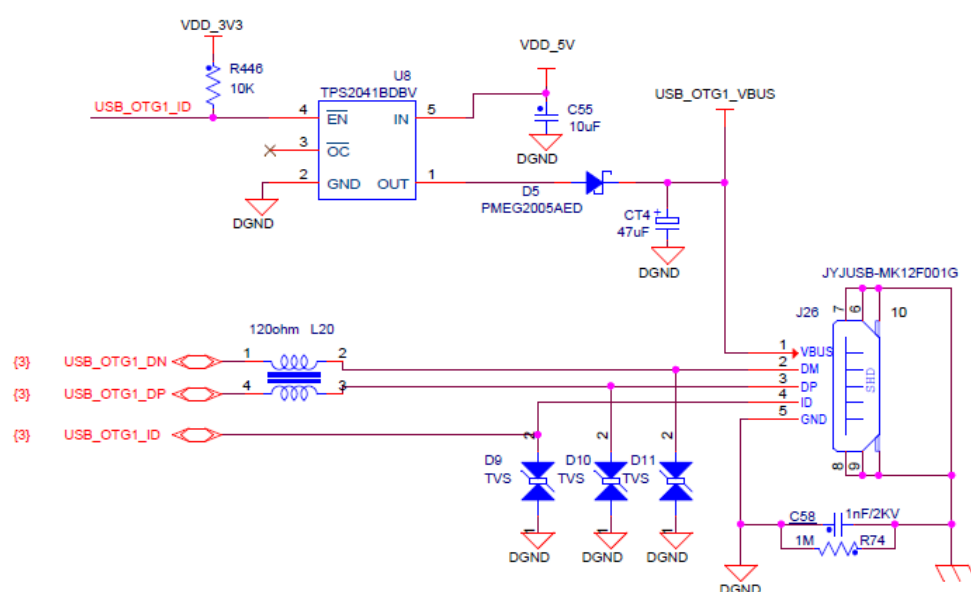 VDD_3V3
R446
10K
USB_OTG1_ID
U8
TPS2041BDBV
4
EN
IN
5
3
OC
2
GND
OUT
1
DGND
VDD_5V
C55
10uF
DGND
USB_OTG1_VBUS
D5
PMEG2005AED
CT4
+
47uF
DGND
JYJUSB-MK12F001G
J26
7
6
10
1
VBUS
2
DM
3
DP
4
ID
5
GND
SHD
8
9
120ohm
L20
{3}
USB_OTG1_DN
1
2
{3}
USB_OTG1_DP
4
3
{3}
USB_OTG1_ID
2
D9
TVS
1
DGND
2
D10
TVS
1
DGND
2
D11
TVS
1
DGND
C58
1nF/2KV
1M
R74
DGND